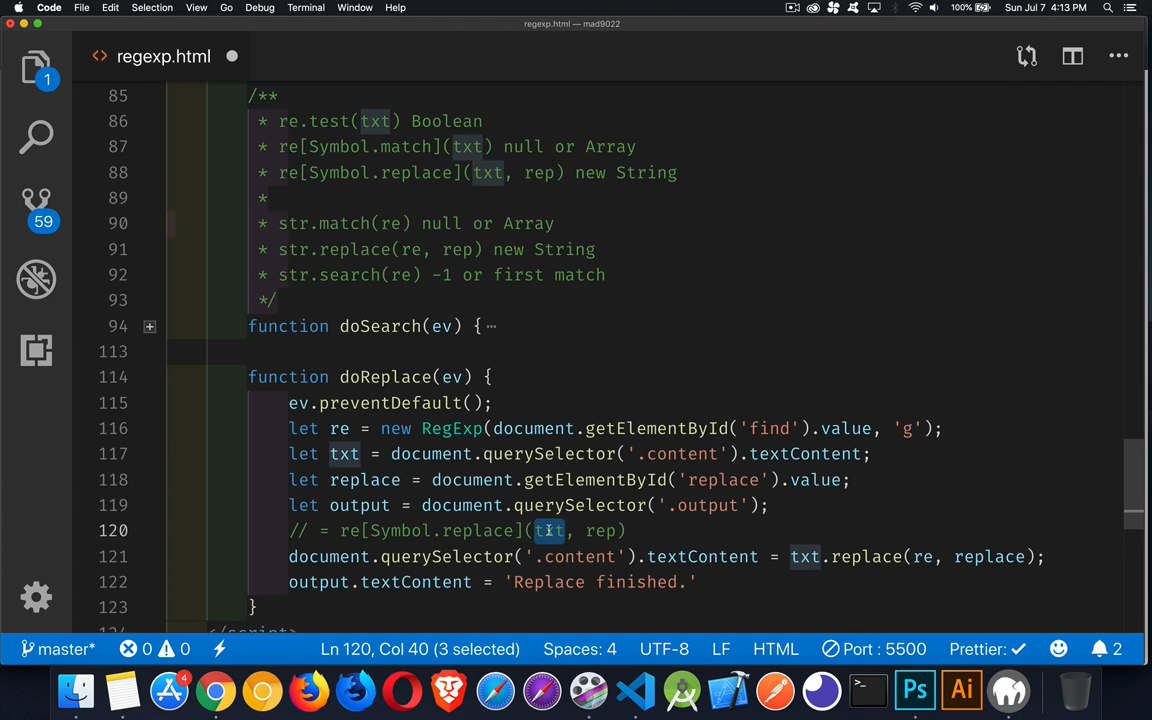 Code File Edit Selection View Go Debug Terminal Window Help 100% Sun Jul 7 4:13 PM
regexp.html — mad9022
<> regexp.html
1
59
85 /**
86 * re.test(txt) Boolean
87 * re[Symbol.match](txt) null or Array
88 * re[Symbol.replace](txt, rep) new String
89 *
90 * str.match(re) null or Array
91 * str.replace(re, rep) new String
92 * str.search(re) -1 or first match
93 */
94 function doSearch(ev) {⋯
113
114 function doReplace(ev) {
115 ev.preventDefault();
116 let re = new RegExp(document.getElementById('find').value, 'g');
117 let txt = document.querySelector('.content').textContent;
118 let replace = document.getElementById('replace').value;
119 let output = document.querySelector('.output');
120 // = re[Symbol.replace](txt, rep)
121 document.querySelector('.content').textContent = txt.replace(re, replace);
122 output.textContent = 'Replace finished.'
123 }
124 </script>
master* 0 0 Ln 120, Col 40 (3 selected) Spaces: 4 UTF-8 LF HTML Port : 5500 Prettier: ✓ 2
4
>_
Ps
Ai